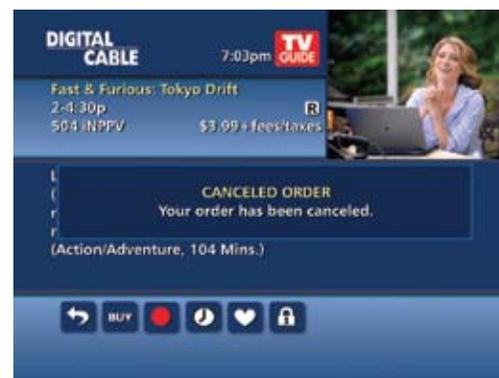 DIGITAL
CABLE
7:03pm
TV
GUIDE
Fast & Furious: Tokyo Drift
2-4:30p
R
504 iNPPV
$3.99 + fees/taxes
L
(
r
r
CANCELED ORDER
Your order has been canceled.
(Action/Adventure, 104 Mins.)
BUY